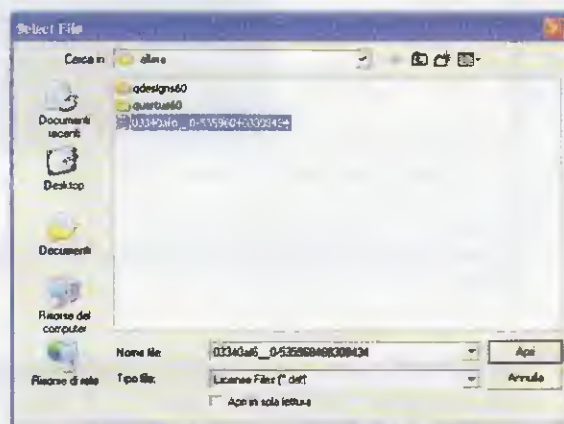 Select File
Cerca in: altera
qdesigns60
quartus60
Documenti
recenti
Desktop
Documenti
Risorse del
computer
Risorse di rete
Nome file:
Apri
Tipo file:
License Files (*.dat)
Annulla
Apri in sola lettura